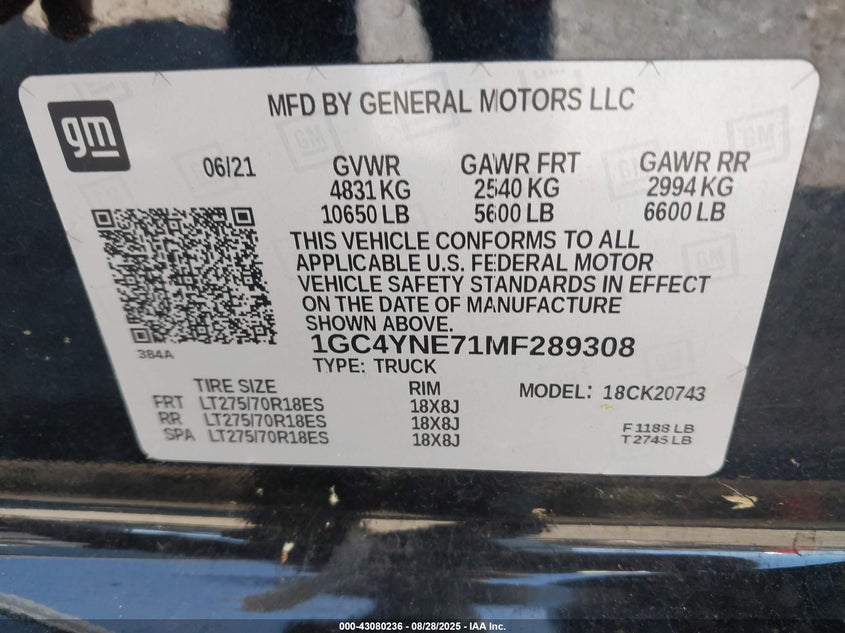 MFD BY GENERAL MOTORS LLC
gm
06/21 GVWR GAWR FRT GAWR RR
4831 KG 2540 KG 2994 KG
10650 LB 5600 LB 6600 LB
THIS VEHICLE CONFORMS TO ALL
APPLICABLE U.S. FEDERAL MOTOR
VEHICLE SAFETY STANDARDS IN EFFECT
ON THE DATE OF MANUFACTURE
SHOWN ABOVE.
384A
1GC4YNE71MF289308
TYPE: TRUCK
TIRE SIZE RIM MODEL: 18CK20743
FRT LT275/70R18ES 18X8J
RR LT275/70R18ES 18X8J
SPA LT275/70R18ES 18X8J
F 1188 LB
T 2745 LB
000-43080236 - 08/28/2025 - IAA Inc.